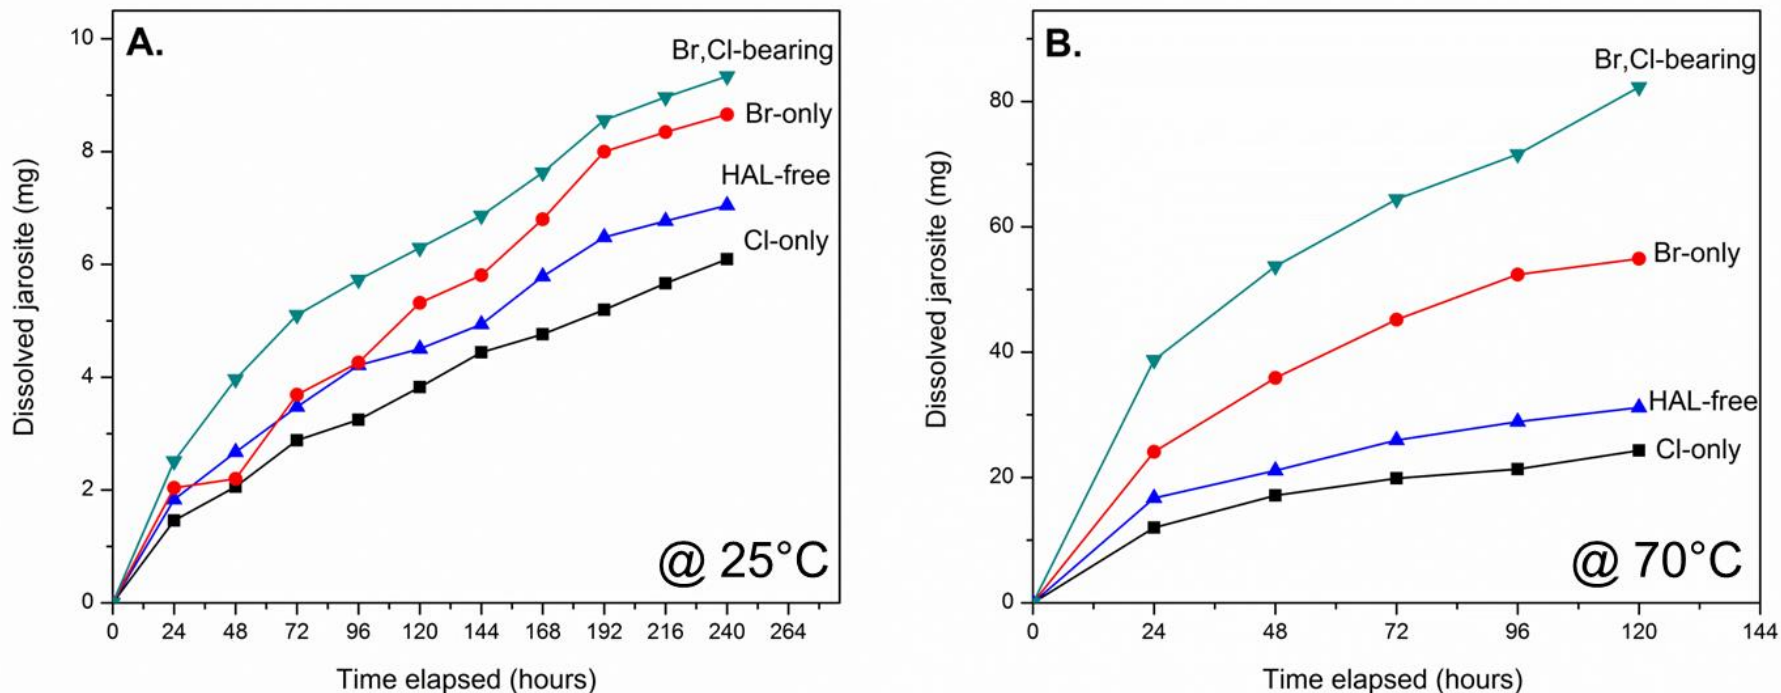 A.
Br,Cl-bearing
Br-only
HAL-free
Cl-only
@ 25°C
Dissolved jarosite (mg)
10
8
6
4
2
0
0 24 48 72 96 120 144 168 192 216 240 264
Time elapsed (hours)
B.
Br,Cl-bearing
Br-only
HAL-free
Cl-only
@ 70°C
Dissolved jarosite (mg)
80
60
40
20
0
0 24 48 72 96 120 144
Time elapsed (hours)